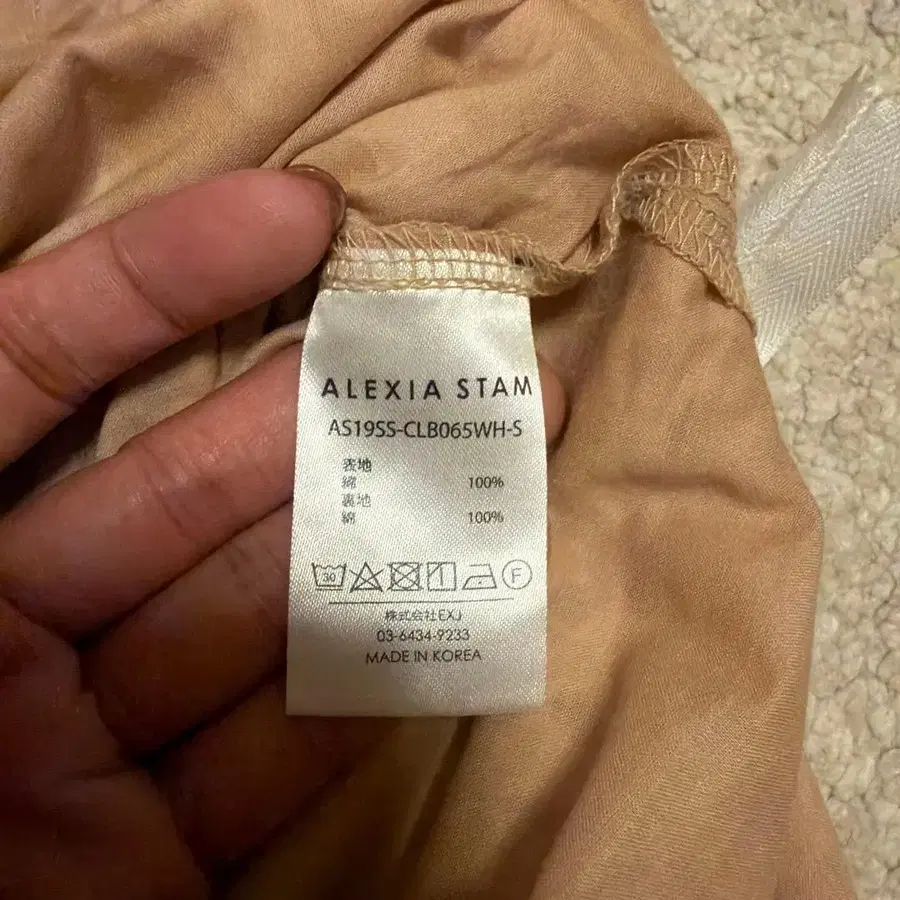 ALEXIA STAM
AS19SS-CLB065WH-S
表地
綿 100%
裏地
綿 100%
30 F
株式会社EXJ
03-6434-9233
MADE IN KOREA